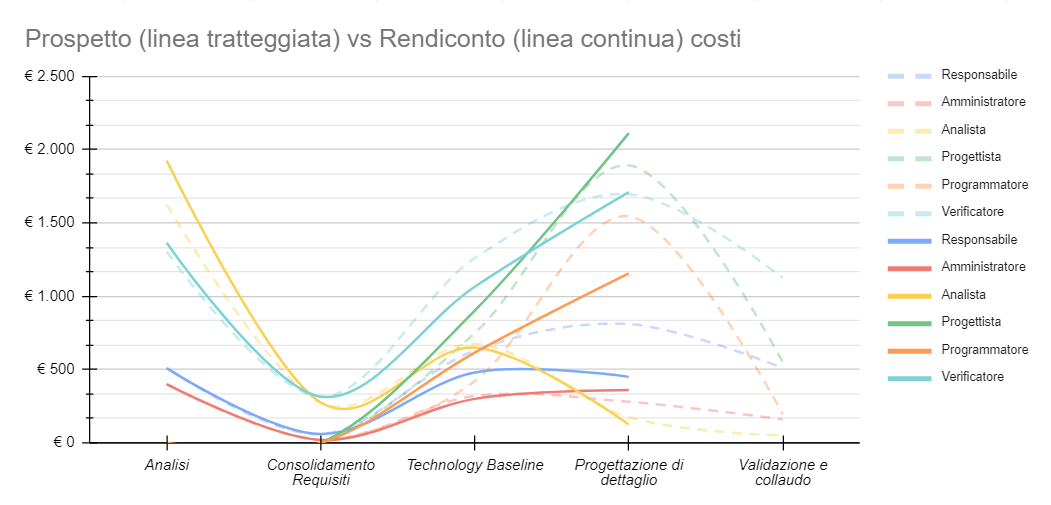 Prospetto (linea tratteggiata) vs Rendiconto (linea continua) costi
€ 2.500
€ 2.000
€ 1.500
€ 1.000
€ 500
€ 0
Analisi
Consolidamento
Requisiti
Technology Baseline
Progettazione di
dettaglio
Validazione e
collaudo
Responsabile
Amministratore
Analista
Progettista
Programmatore
Verificatore
Responsabile
Amministratore
Analista
Progettista
Programmatore
Verificatore